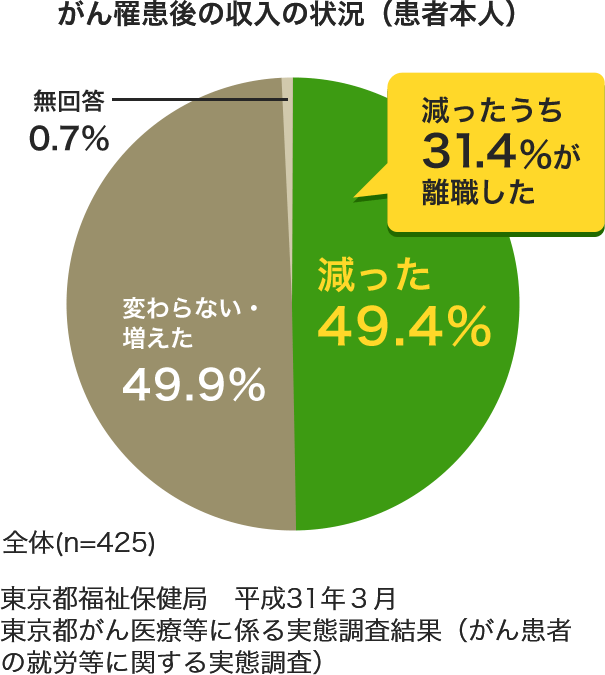 がん罹患後の収入の状況（患者本人）
無回答
0.7%
減ったうち
31.4%が
離職した
減った
49.4%
変わらない・
増えた
49.9%
全体(n=425)
東京都福祉保健局　平成31年３月
東京都がん医療等に係る実態調査結果（がん患者
の就労等に関する実態調査）